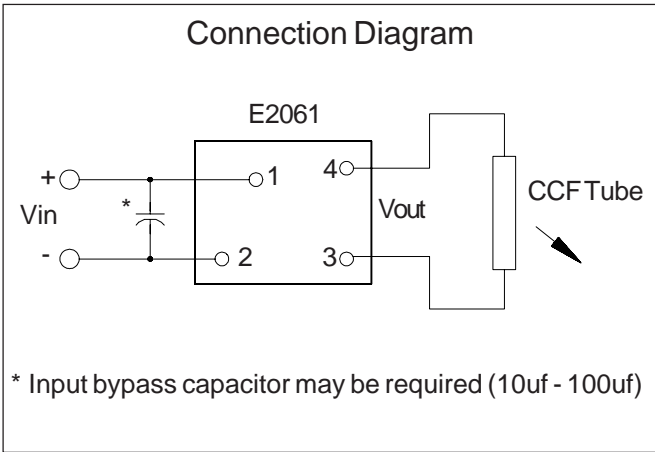 Connection Diagram
E2061
+
1
4
*
Vin
Vout
CCF Tube
-
2
3
* Input bypass capacitor may be required (10uf - 100uf)